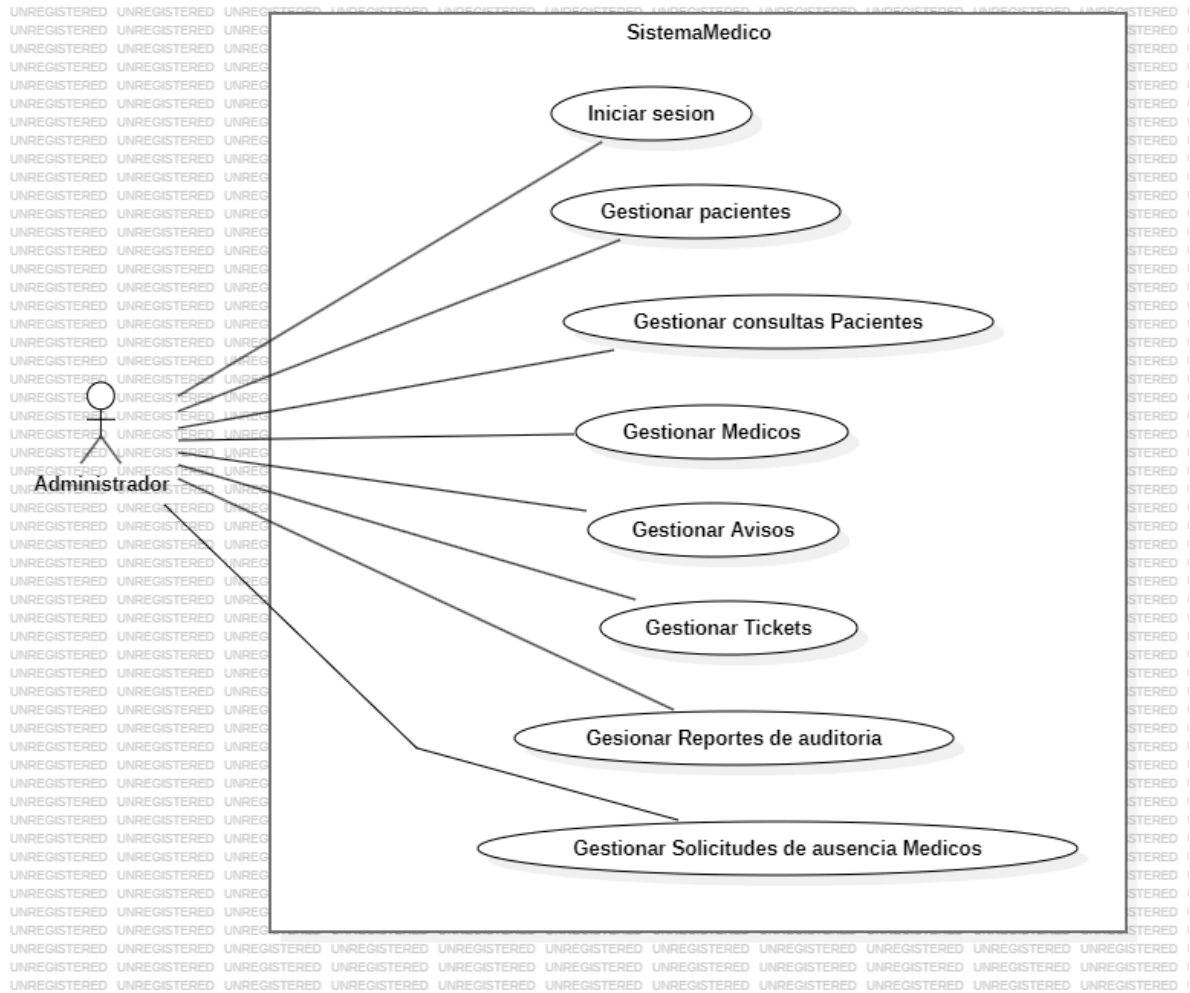 SistemaMedico
Iniciar sesion
Gestionar pacientes
Gestionar consultas Pacientes
Gestionar Medicos
Gestionar Avisos
Administrador
Gestionar Tickets
Gesionar Reportes de auditoria
Gestionar Solicitudes de ausencia Medicos
UNREGISTERED